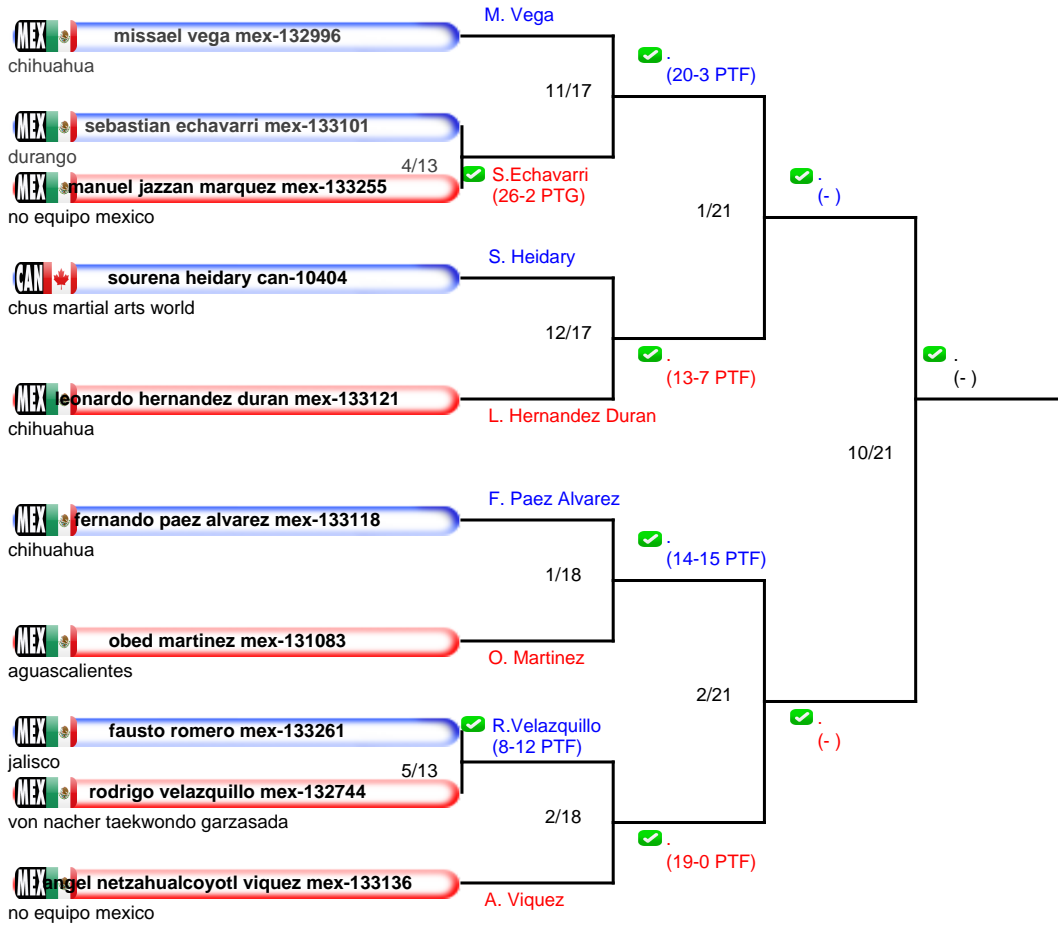 M. Vega
MEX missael vega mex-132996
chihuahua
.
(20-3 PTF)
11/17
MEX sebastian echavarri mex-133101
durango
4/13
S.Echavarri
(26-2 PTG)
MEX manuel jazzan marquez mex-133255
no equipo mexico
.
(- )
1/21
S. Heidary
CAN sourena heidary can-10404
chus martial arts world
12/17
.
(13-7 PTF)
.
(- )
MEX leonardo hernandez duran mex-133121
L. Hernandez Duran
chihuahua
10/21
F. Paez Alvarez
MEX fernando paez alvarez mex-133118
chihuahua
.
(14-15 PTF)
1/18
MEX obed martinez mex-131083
O. Martinez
aguascalientes
2/21
.
(- )
MEX fausto romero mex-133261
jalisco
R.Velazquillo
(8-12 PTF)
5/13
MEX rodrigo velazquillo mex-132744
von nacher taekwondo garzasada
2/18
.
(19-0 PTF)
MEX angel netzahualcoyotl viquez mex-133136
A. Viquez
no equipo mexico